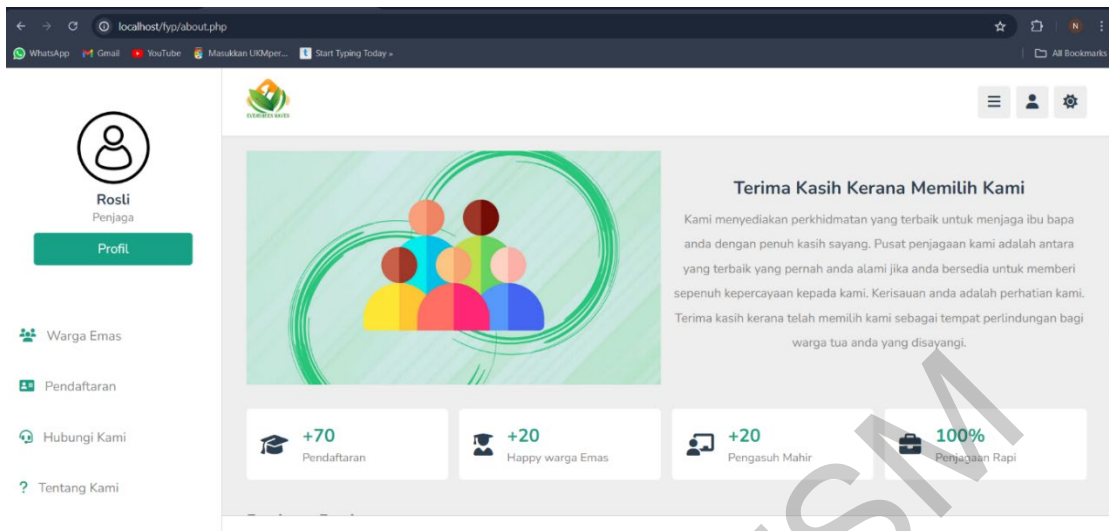 localhost/fyp/about.php
N
WhatsApp Gmail YouTube Masukkan UKMper... Start Typing Today »
All Bookmarks
EVERGREEN HAVEN
Rosli
Penjaga
Profil
Warga Emas
Pendaftaran
Hubungi Kami
? Tentang Kami
Terima Kasih Kerana Memilih Kami
Kami menyediakan perkhidmatan yang terbaik untuk menjaga ibu bapa
anda dengan penuh kasih sayang. Pusat penjagaan kami adalah antara
yang terbaik yang pernah anda alami jika anda bersedia untuk memberi
sepenuh kepercayaan kepada kami. Kerisauan anda adalah perhatian kami.
Terima kasih kerana telah memilih kami sebagai tempat perlindungan bagi
warga tua anda yang disayangi.
+70
Pendaftaran
+20
Happy warga Emas
+20
Pengasuh Mahir
100%
Penjagaan Rapi
SM